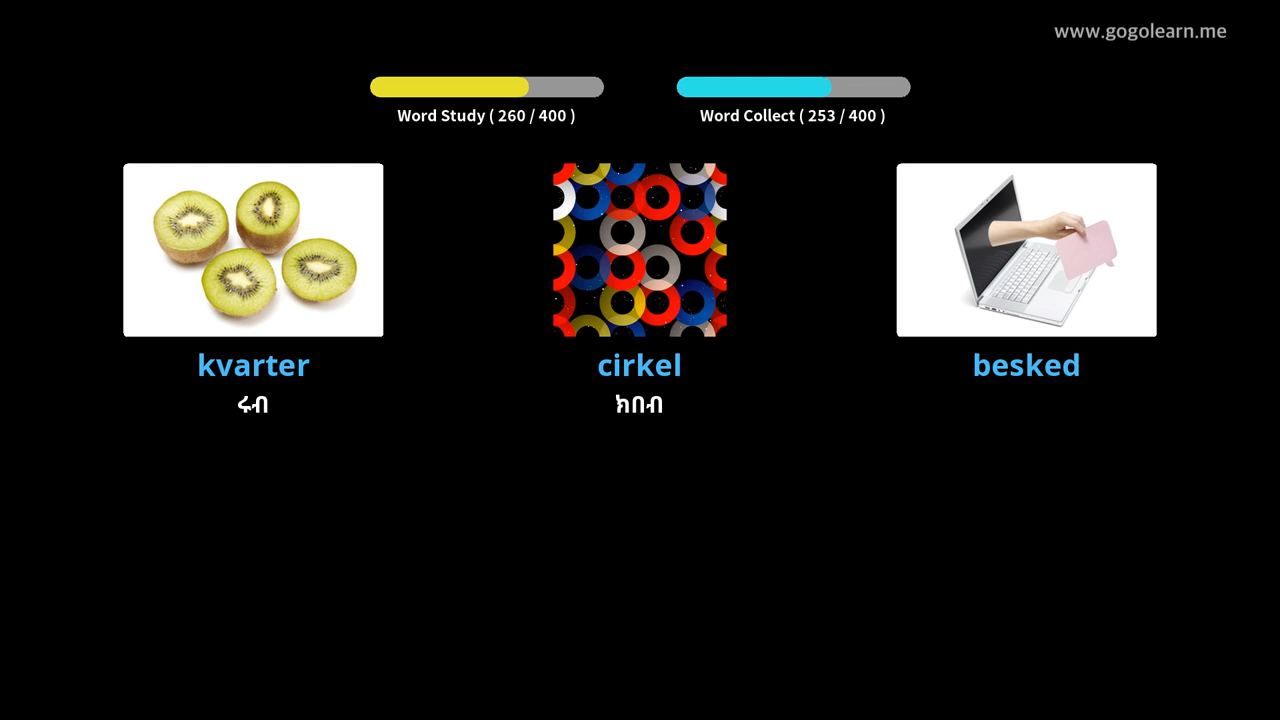 www.gogolearn.me
Word Study ( 260 / 400 )
Word Collect ( 253 / 400 )
kvarter
cirkel
besked
ሩብ
ክበብ